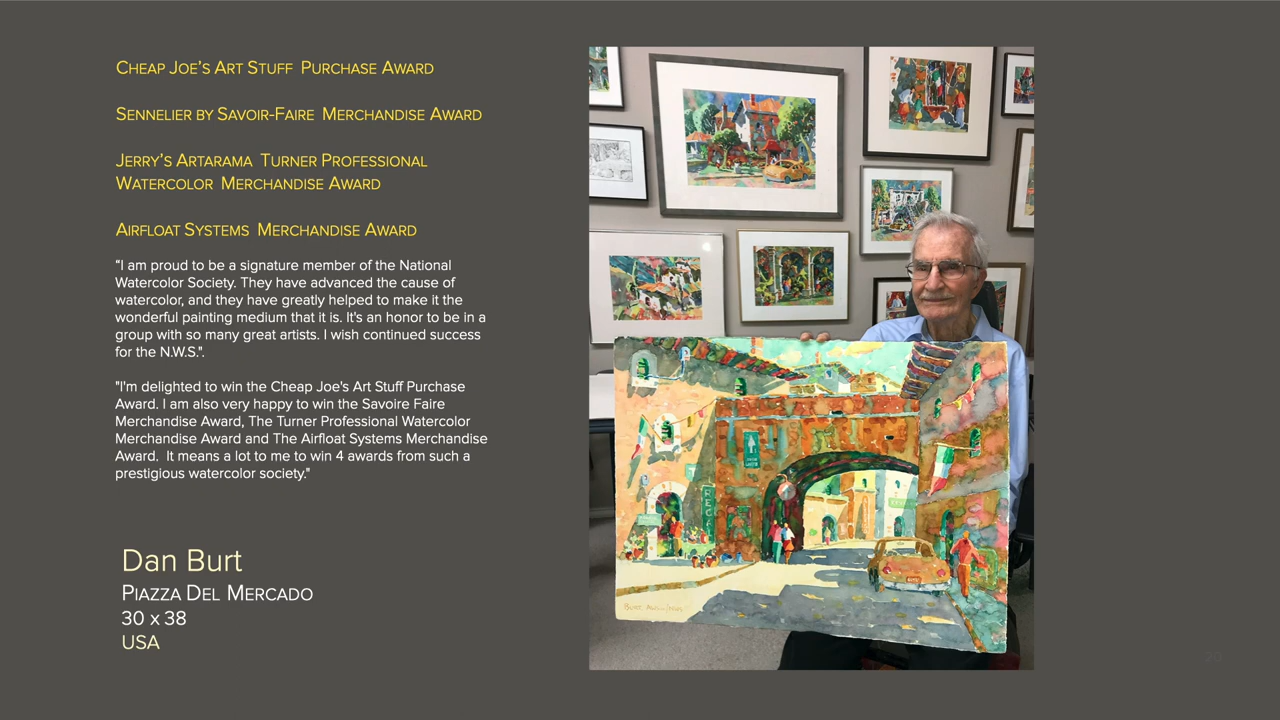 CHEAP JOE'S ART STUFF PURCHASE AWARD
SENNELIER BY SAVOIR-FAIRE MERCHANDISE AWARD
JERRY'S ARTARAMA TURNER PROFESSIONAL
WATERCOLOR MERCHANDISE AWARD
AIRFLOAT SYSTEMS MERCHANDISE AWARD
“I am proud to be a signature member of the National
Watercolor Society. They have advanced the cause of
watercolor, and they have greatly helped to make it the
wonderful painting medium that it is. It's an honor to be in a
group with so many great artists. I wish continued success
for the N.W.S.".
"I'm delighted to win the Cheap Joe's Art Stuff Purchase
Award. I am also very happy to win the Savoire Faire
Merchandise Award, The Turner Professional Watercolor
Merchandise Award and The Airfloat Systems Merchandise
Award.  It means a lot to me to win 4 awards from such a
prestigious watercolor society."
Dan Burt
PIAZZA DEL MERCADO
30 x 38
USA
REGAL
BURT
20